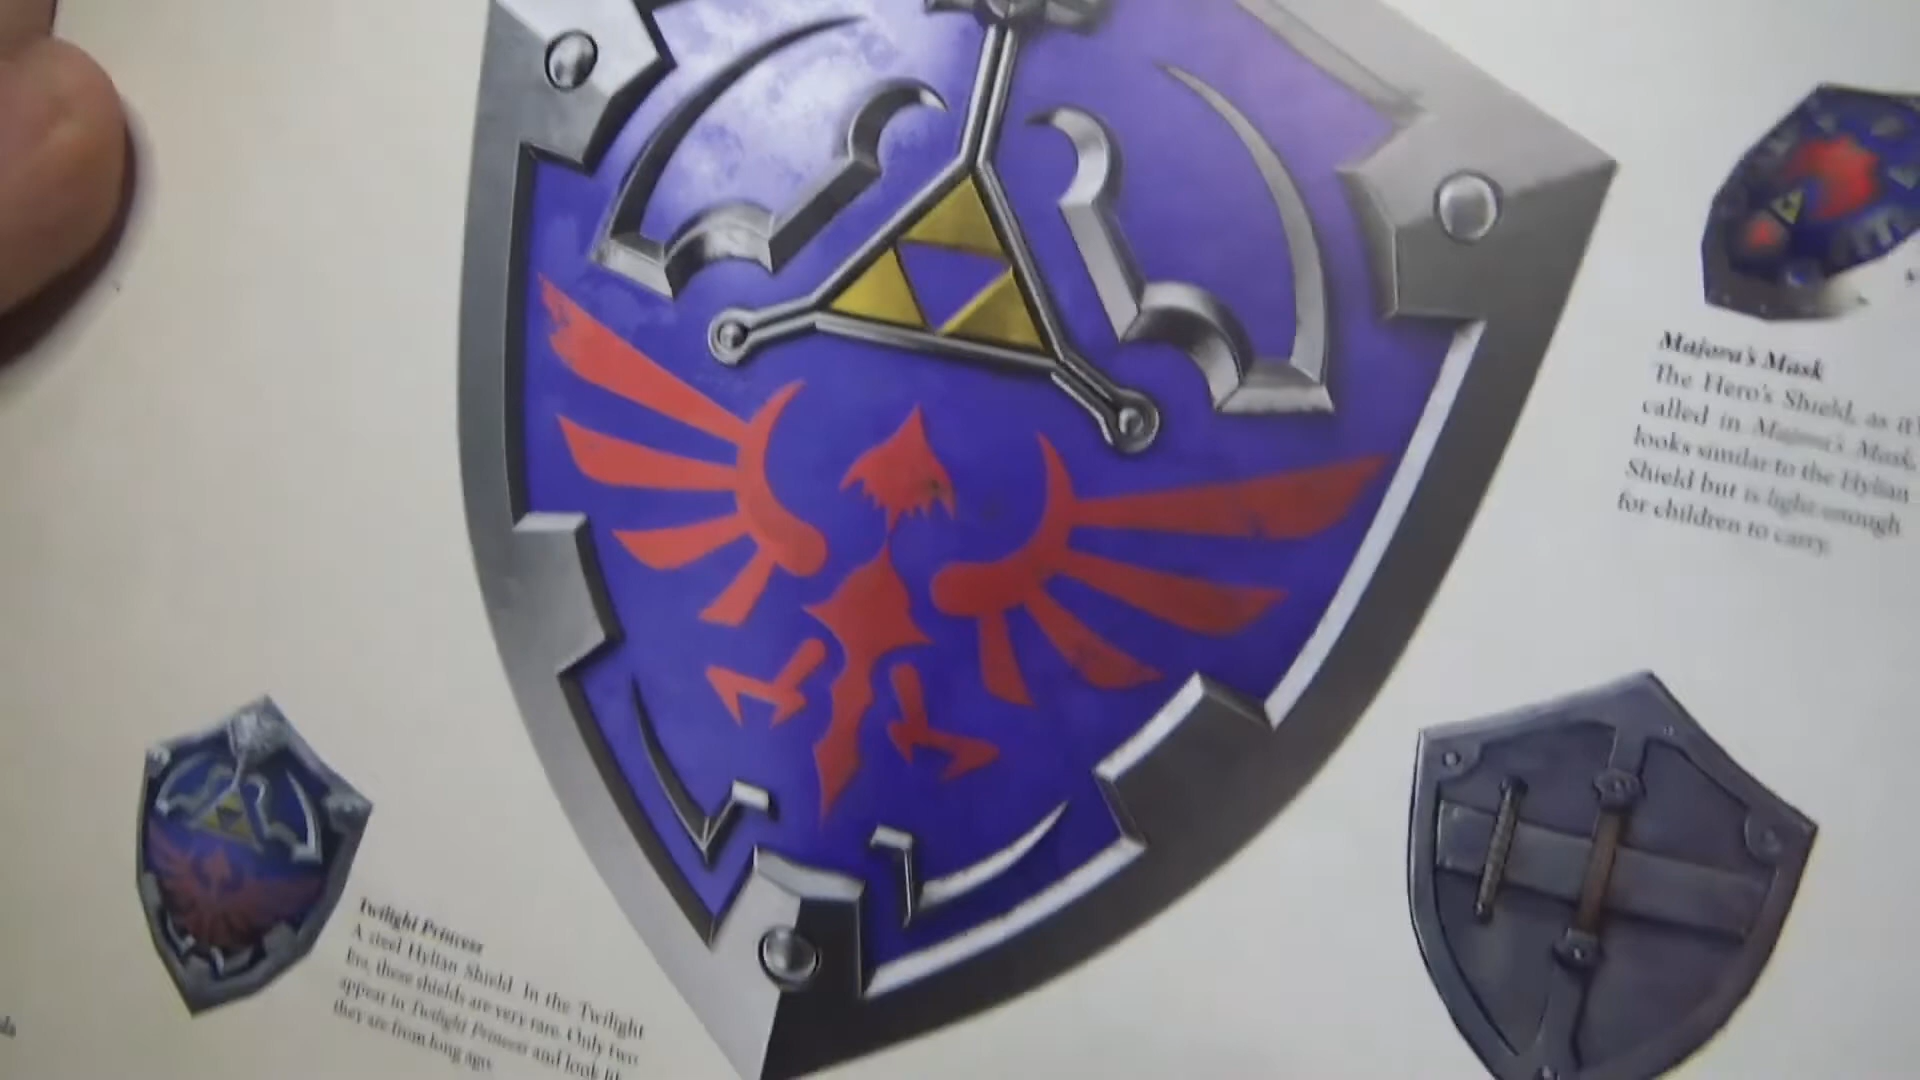 Majora's Mask
The Hero's Shield, as it's
called in Majora's Mask,
looks similar to the Hylian
Shield but is light enough
for children to carry.
Twilight Princess
A steel Hylian Shield. In the Twilight
Era, these shields are very rare. Only two
appear in Twilight Princess and look
they are from long ago.